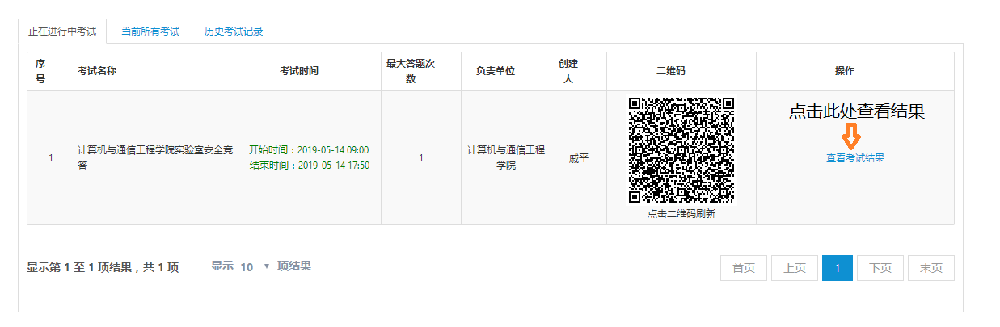 正在进行中考试 当前所有考试 历史考试记录
序号 考试名称 考试时间 最大答题次数 负责单位 创建人 二维码 操作
点击此处查看结果
1 计算机与通信工程学院实验室安全竞答 开始时间：2019-05-14 09:00 1 计算机与通信工程学院 戚平 查看考试结果
结束时间：2019-05-14 17:50
点击二维码刷新
显示第 1 至 1 项结果，共 1 项 显示 10 项结果 首页 上页 1 下页 末页